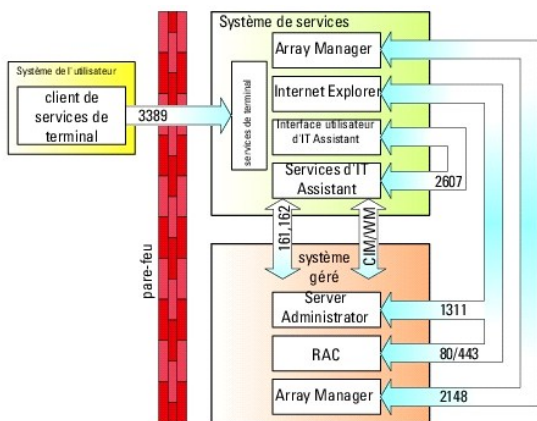 Système de services
Array Manager
Système de l'utilisateur
client de
services de
terminal
3389
services de terminal
Internet Explorer
Interface utilisateur
d'IT Assistant
Services d'IT
Assistant
2607
161,162
CIM/WM
pare-feu
système
géré
Server
Administrator
1311
RAC
80/443
Array Manager
2148